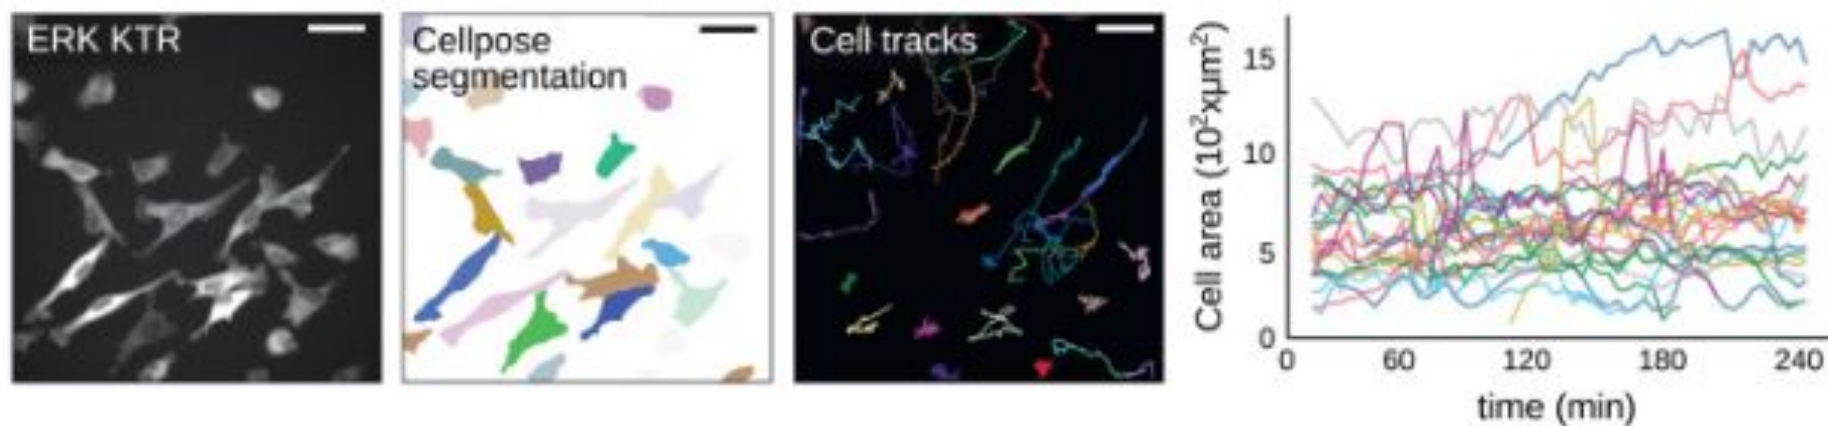 ERK KTR
Cellpose
segmentation
Cell tracks
Cell area (10²xµm²)
15
10
5
0
0 60 120 180 240
time (min)